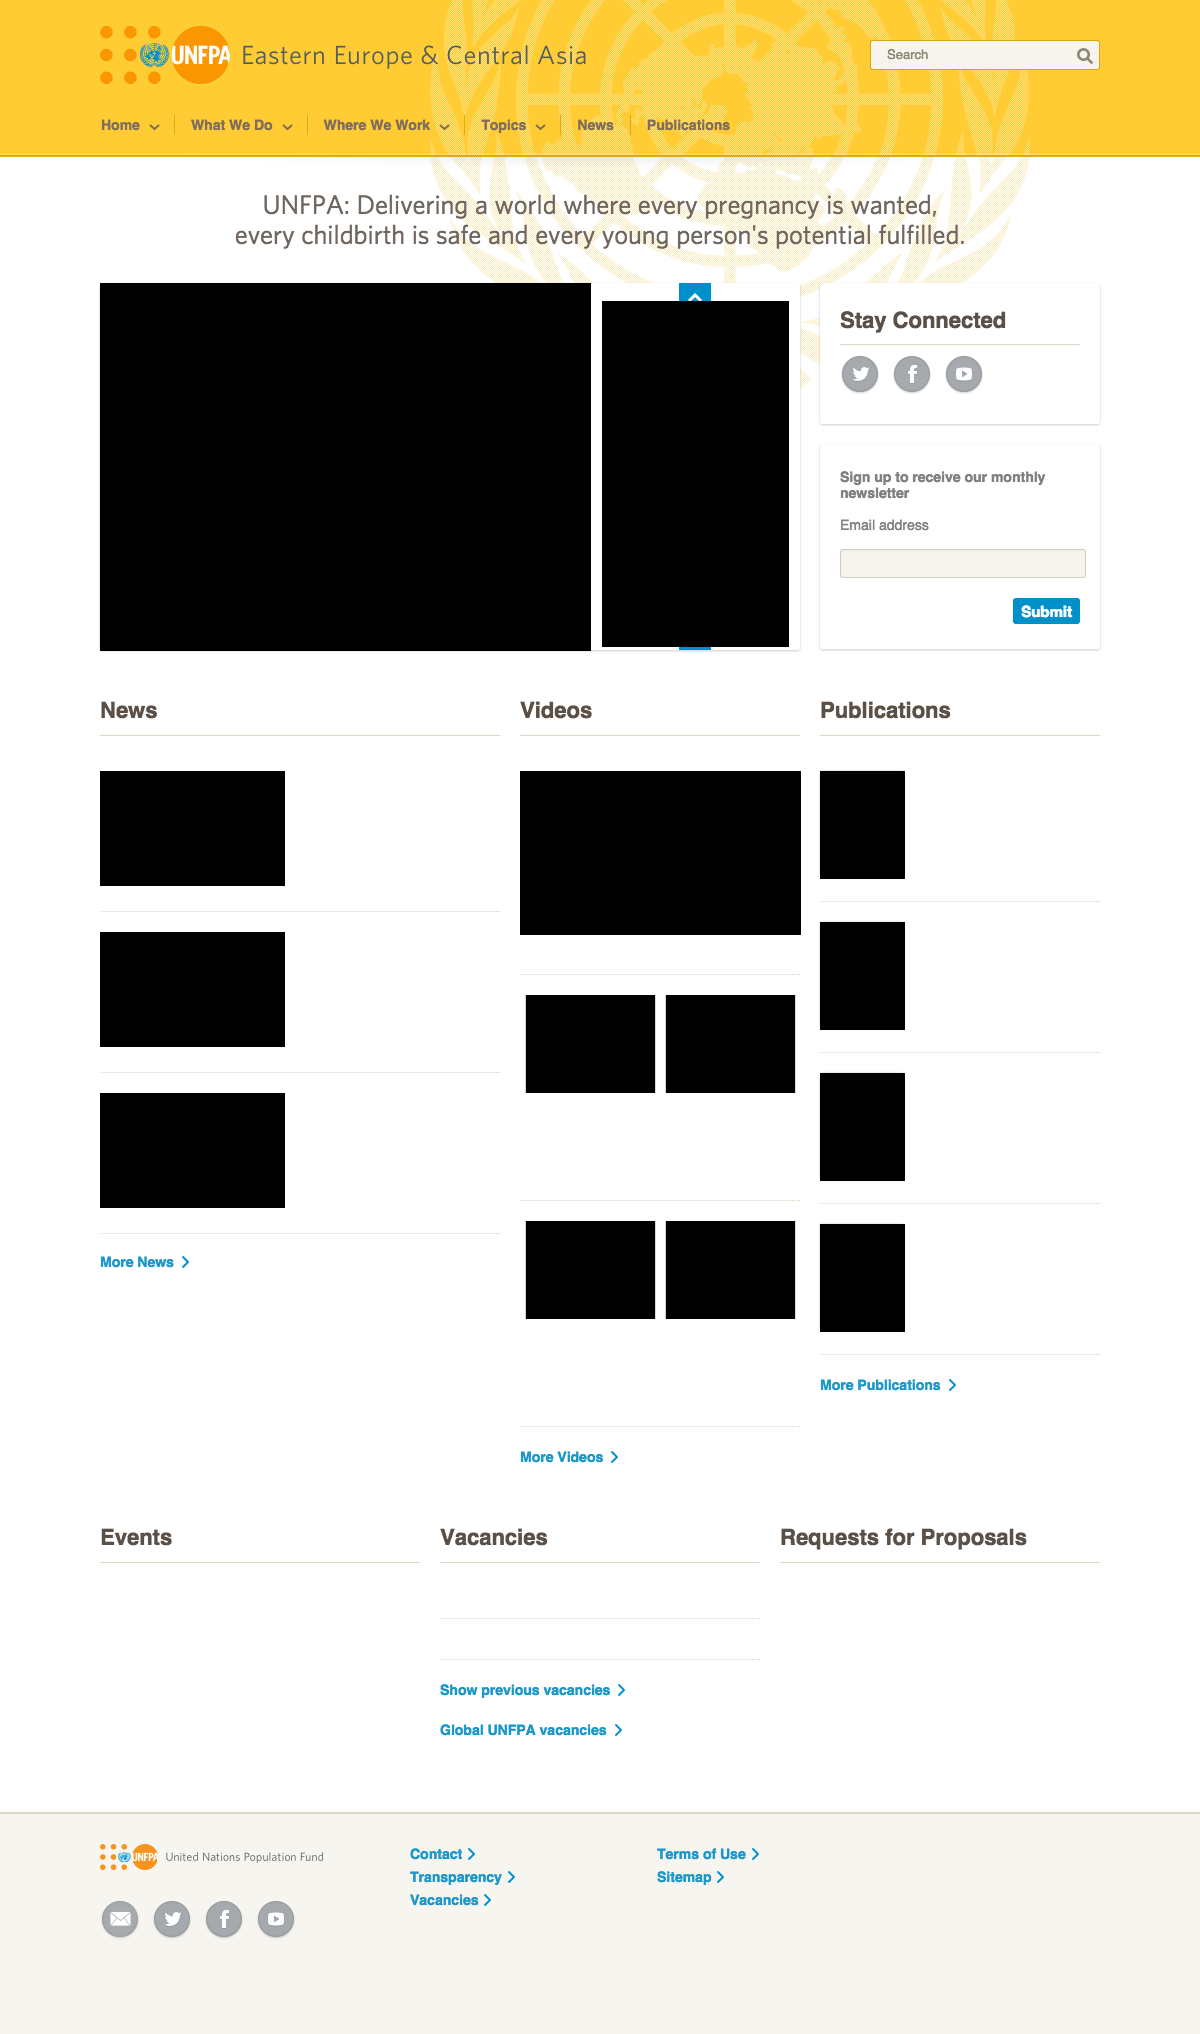 UNFPA
Eastern Europe & Central Asia
Search
Home
What We Do
Where We Work
Topics
News
Publications
UNFPA: Delivering a world where every pregnancy is wanted,
every childbirth is safe and every young person's potential fulfilled.
Stay Connected
Sign up to receive our monthly
newsletter
Email address
Submit
News
Videos
Publications
More News
More Publications
More Videos
Events
Vacancies
Requests for Proposals
Show previous vacancies
Global UNFPA vacancies
UNFPA
United Nations Population Fund
Contact
Transparency
Vacancies
Terms of Use
Sitemap